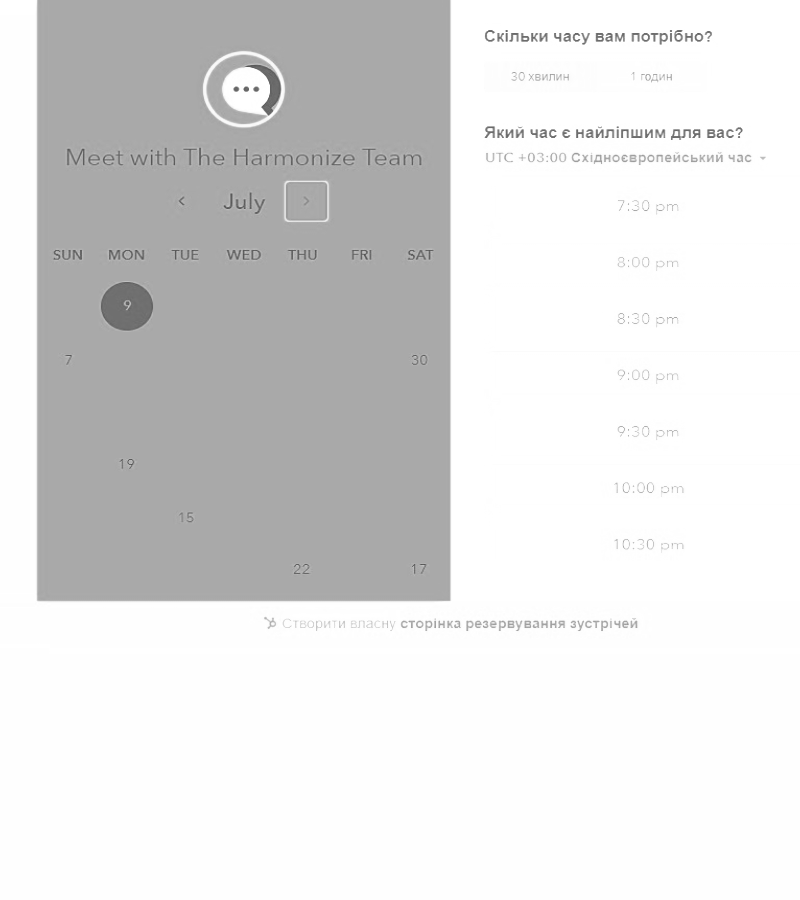 Meet with The Harmonize Team
July
SUN MON TUE WED THU FRI SAT
9
7 30
19
15
22 17
Скільки часу вам потрібно?
30 хвилин 1 годин
Який час є найліпшим для вас?
UTC +03:00 Східноєвропейський час
7:30 pm
8:00 pm
8:30 pm
9:00 pm
9:30 pm
10:00 pm
10:30 pm
Створити власну сторінка резервування зустрічей